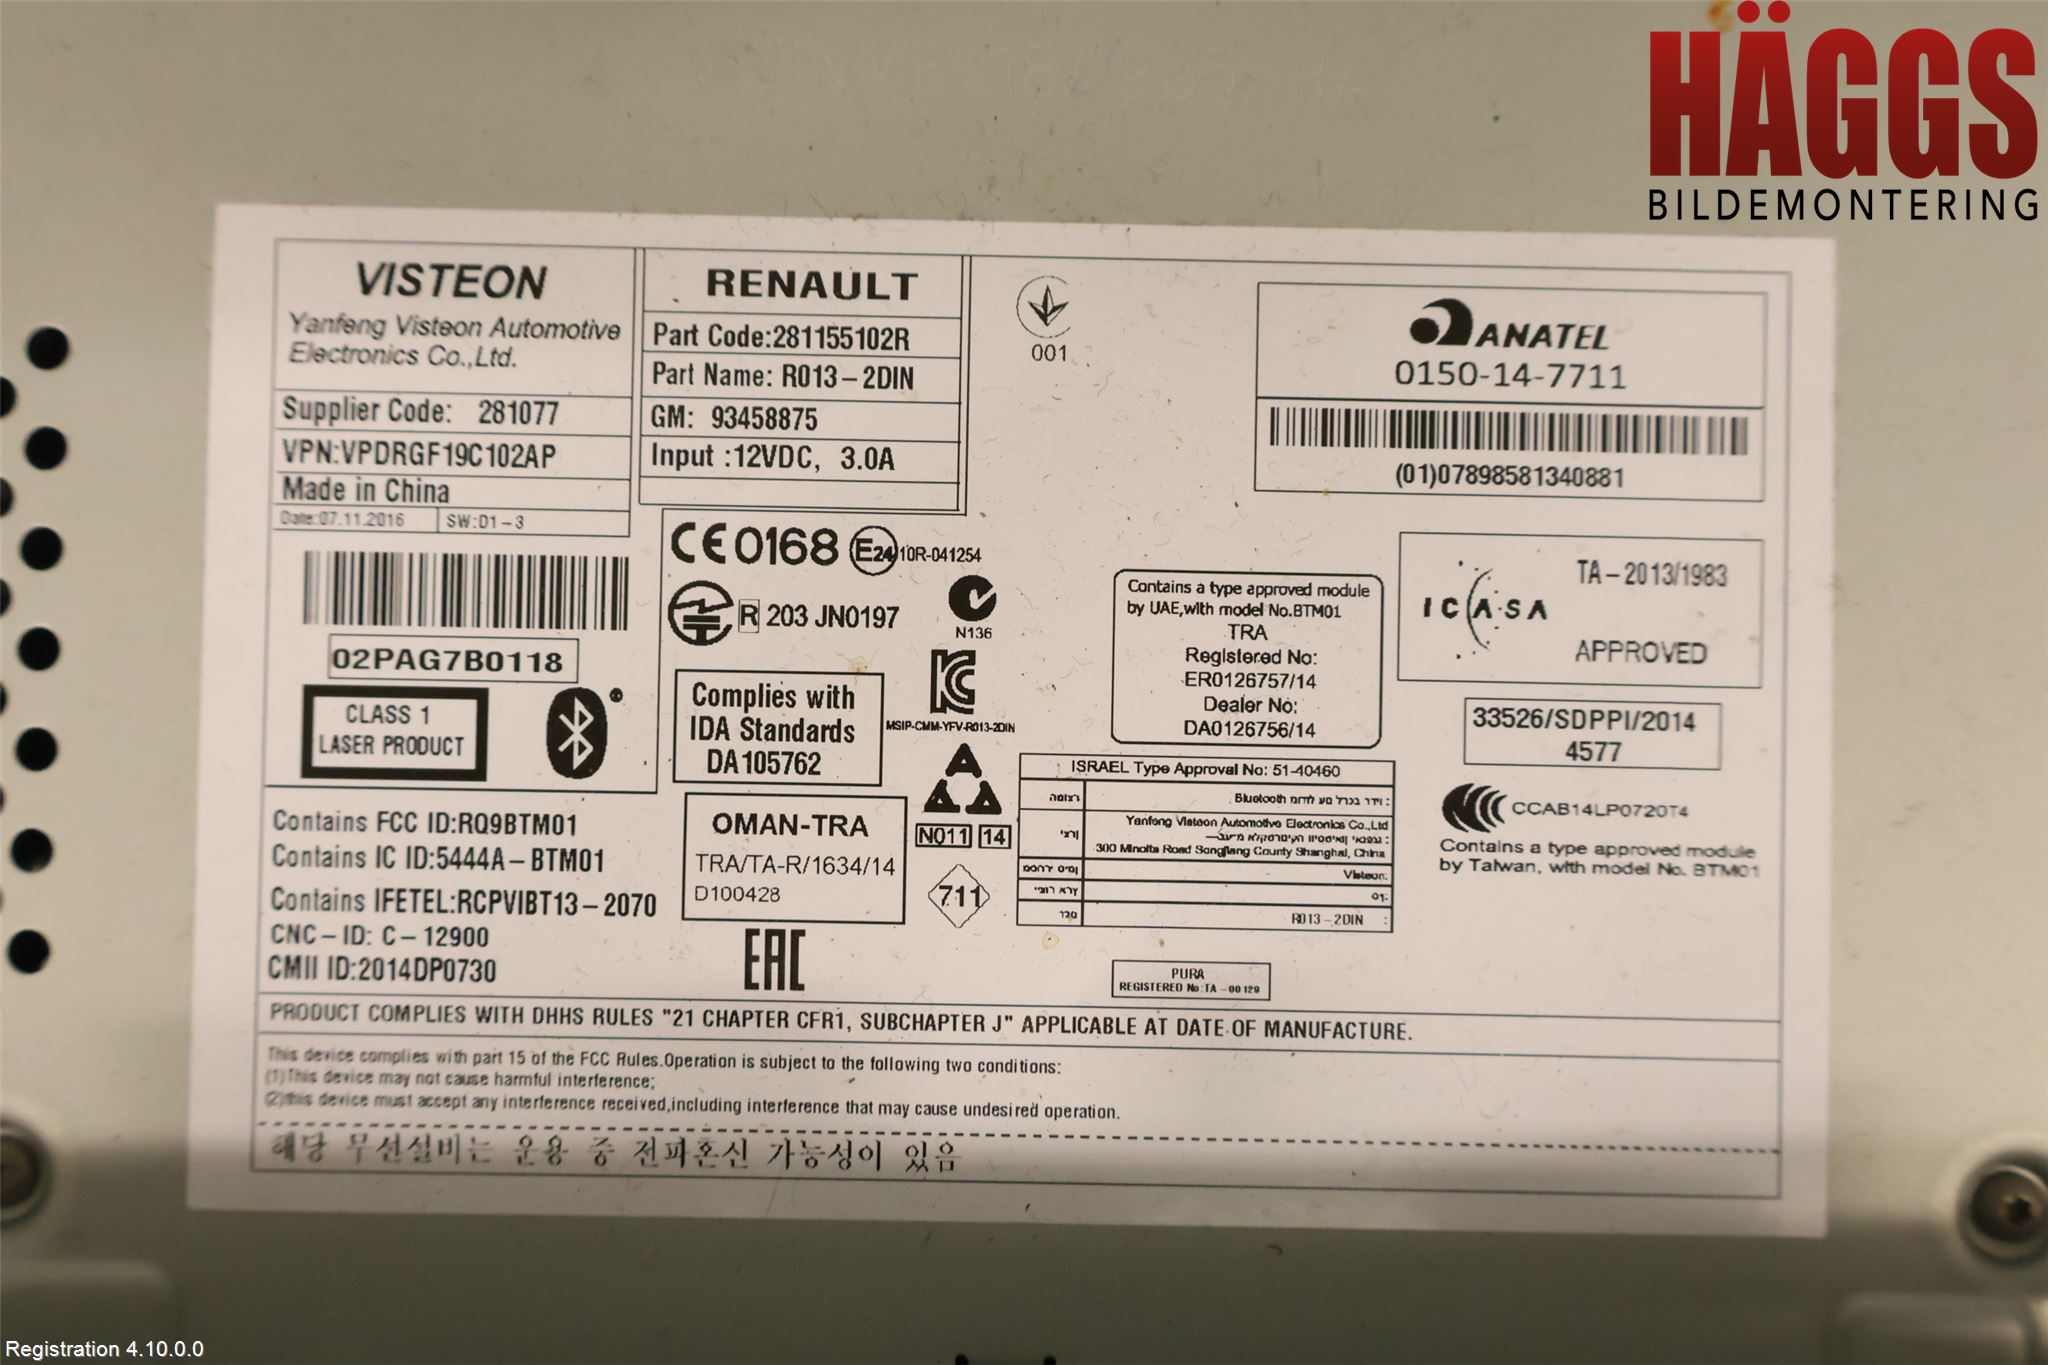 HÄGGS
BILDEMONTERING
VISTEON
Yanfeng Visteon Automotive
Electronics Co.,Ltd.
Supplier Code: 281077
VPN:VPDRGF19C102AP
Made in China
Date:07.11.2016 SW:D1-3
02PAG7B0118
CLASS 1
LASER PRODUCT
RENAULT
Part Code:281155102R
Part Name: R013-2DIN
GM: 93458875
Input :12VDC, 3.0A
001
ANATEL
0150-14-7711
(01)07898581340881
CE0168 E24 10R-041254
R 203 JN0197
N136
Complies with
IDA Standards
DA105762
MSIP-CMM-YFV-R013-2DIN
OMAN-TRA
TRA/TA-R/1634/14
D100428
N011 14
711
EAC
Contains a type approved module
by UAE,with model No.BTM01
TRA
Registered No:
ER0126757/14
Dealer No:
DA0126756/14
ICASA
TA-2013/1983
APPROVED
33526/SDPPI/2014
4577
CCAB14LP0720T4
Contains a type approved module
by Taiwan, with model No. BTM01
ISRAEL Type Approval No: 51-40460
Bluetooth
Yanfeng Visteon Automotive Electronics Co.,Ltd
300 Minolta Road Songjiang County Shanghai, China
Visteon:
R013-2DIN :
PURA
REGISTERED No:TA-00129
Contains FCC ID:RQ9BTM01
Contains IC ID:5444A-BTM01
Contains IFETEL:RCPVIBT13-2070
CNC-ID: C-12900
CMII ID:2014DP0730
PRODUCT COMPLIES WITH DHHS RULES "21 CHAPTER CFR1, SUBCHAPTER J" APPLICABLE AT DATE OF MANUFACTURE.
This device complies with part 15 of the FCC Rules.Operation is subject to the following two conditions:
(1)This device may not cause harmful interference;
(2)this device must accept any interference received,including interference that may cause undesired operation.
해당 무선설비는 운용 중 전파혼신 가능성이 있음
Registration 4.10.0.0